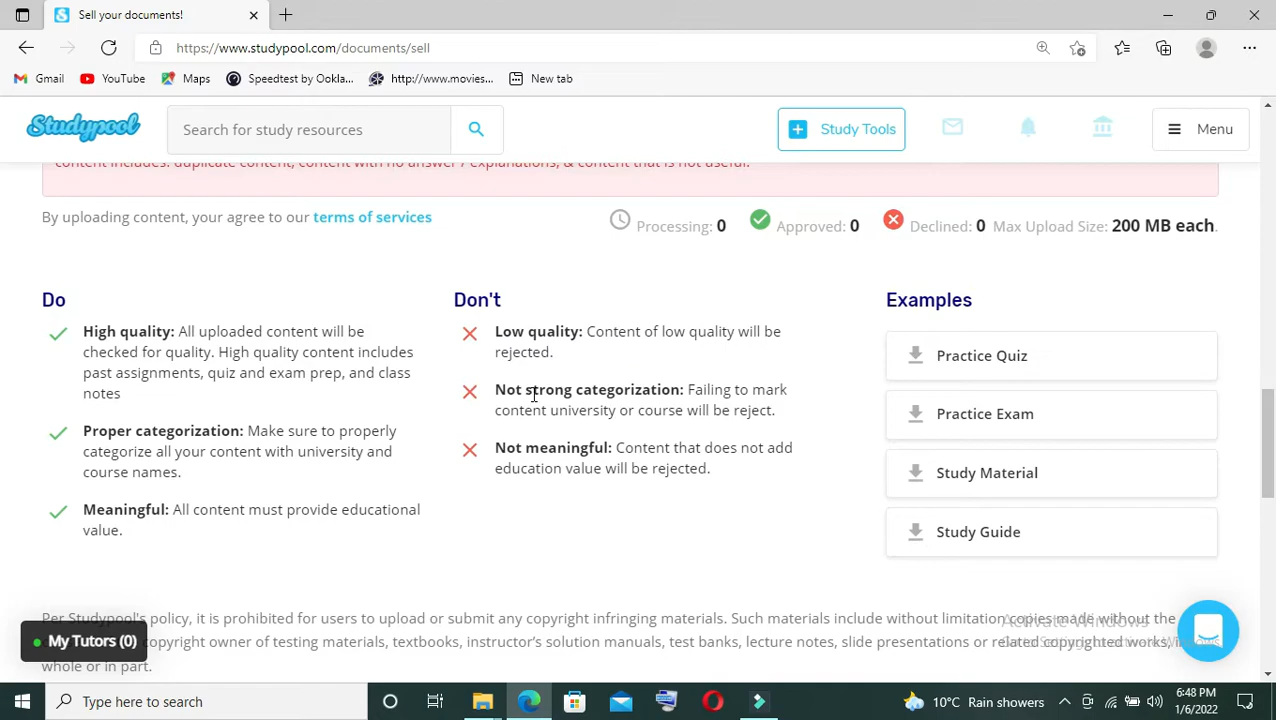 Sell your documents!
https://www.studypool.com/documents/sell
Gmail
YouTube
Maps
Speedtest by Ookla...
http://www.movies...
New tab
Studypool
Search for study resources
Study Tools
Menu
content includes: duplicate content, content with no answer / explanations, & content that is not useful.
By uploading content, your agree to our terms of services
Processing: 0
Approved: 0
Declined: 0
Max Upload Size: 200 MB each.
Do
High quality: All uploaded content will be
checked for quality. High quality content includes
past assignments, quiz and exam prep, and class
notes
Proper categorization: Make sure to properly
categorize all your content with university and
course names.
Meaningful: All content must provide educational
value.
Don't
Low quality: Content of low quality will be
rejected.
Not strong categorization: Failing to mark
content university or course will be reject.
Not meaningful: Content that does not add
education value will be rejected.
Examples
Practice Quiz
Practice Exam
Study Material
Study Guide
Per Studypool's policy, it is prohibited for users to upload or submit any copyright infringing materials. Such materials include without limitation copies made without the
copyright owner of testing materials, textbooks, instructor's solution manuals, test banks, lecture notes, slide presentations or related copyrighted works,
whole or in part.
Activate Windows
My Tutors (0)
Type here to search
10°C Rain showers
6:48 PM
1/6/2022